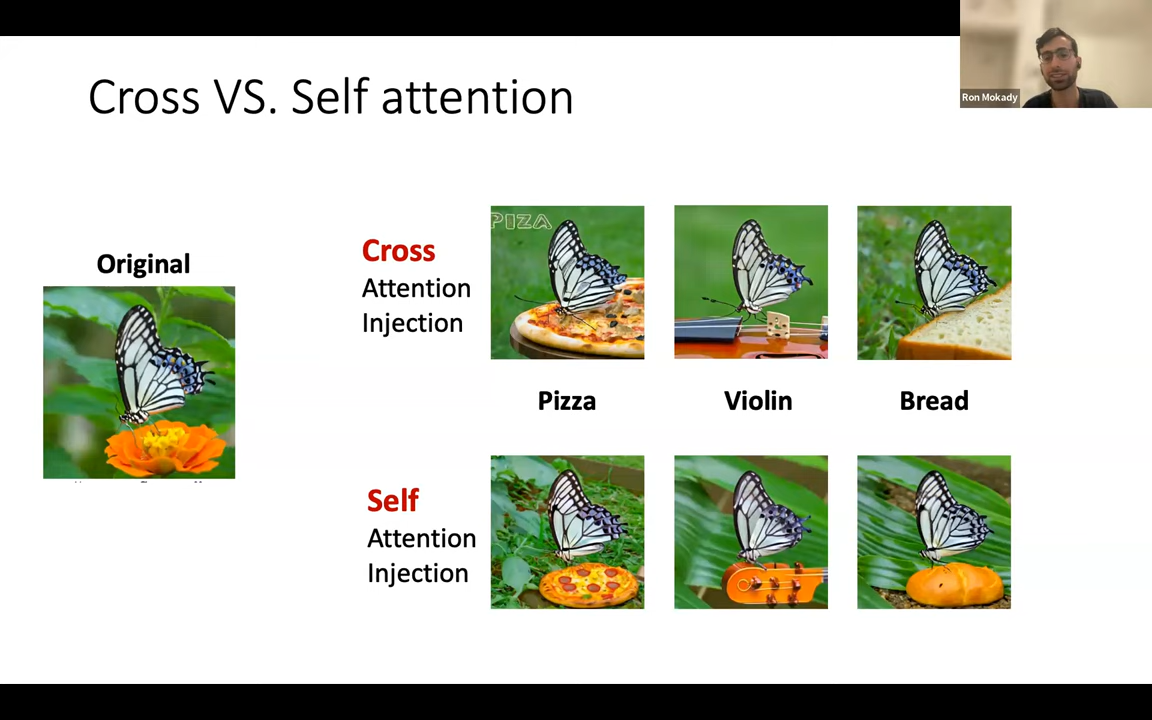 Cross VS. Self attention
Ron Mokady
Original
Cross
Attention
Injection
PIZA
Pizza
Violin
Bread
Self
Attention
Injection